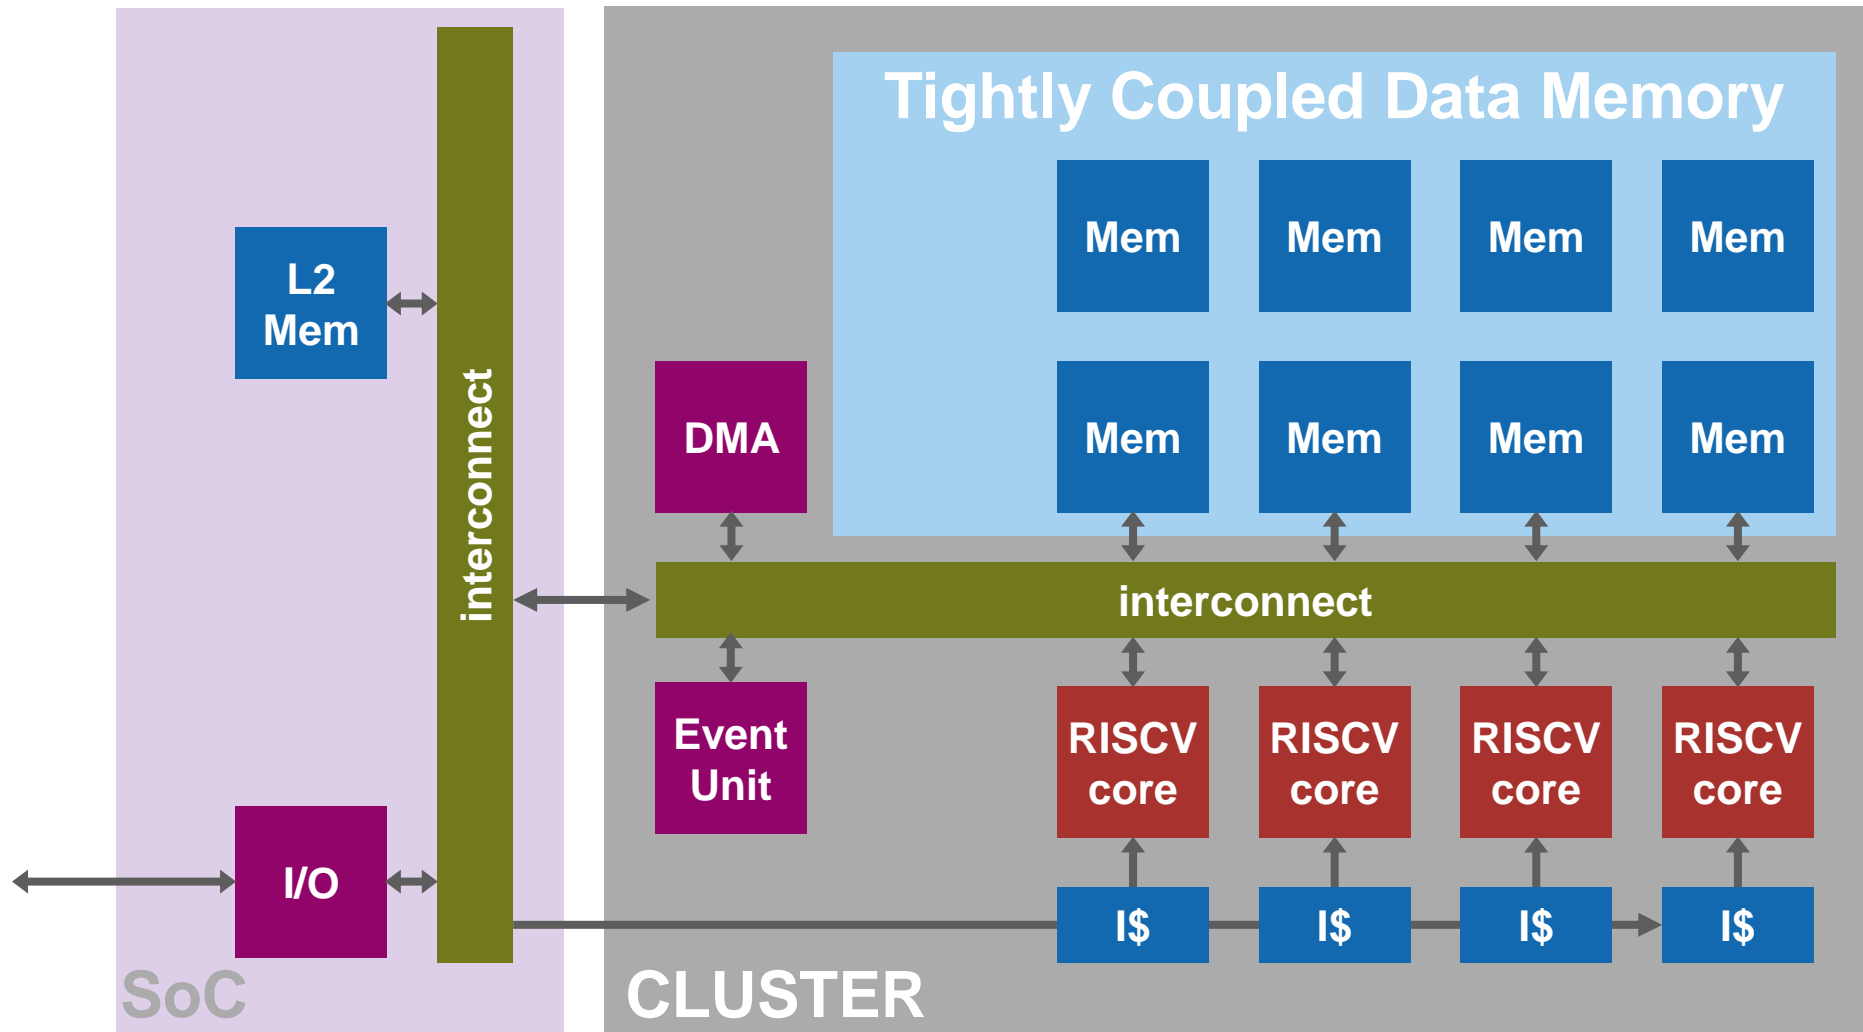 Tightly Coupled Data Memory
Mem Mem Mem Mem
L2
Mem
interconnect
DMA
Mem Mem Mem Mem
interconnect
Event
Unit
RISCV RISCV RISCV RISCV
core core core core
I/O
I$ I$ I$ I$
SoC
CLUSTER